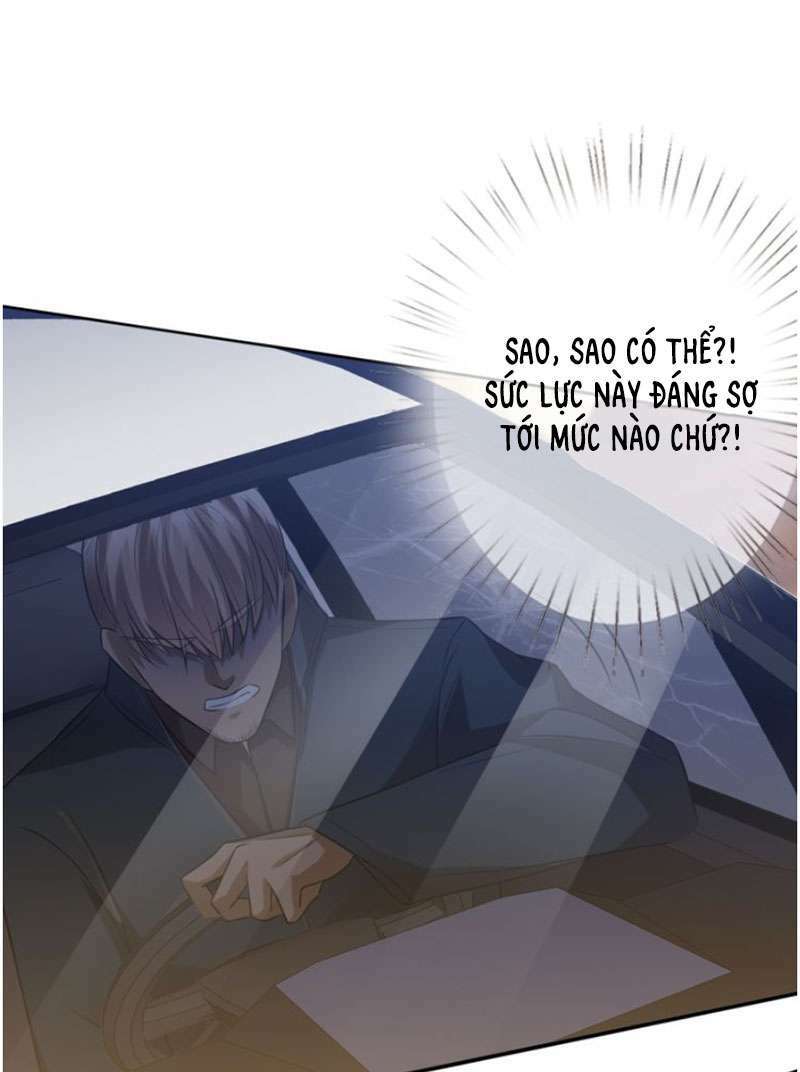 SAO, SAO CÓ THỂ?!
SỨC LỰC NÀY ĐÁNG SỢ
TỚI MỨC NÀO CHỨ?!